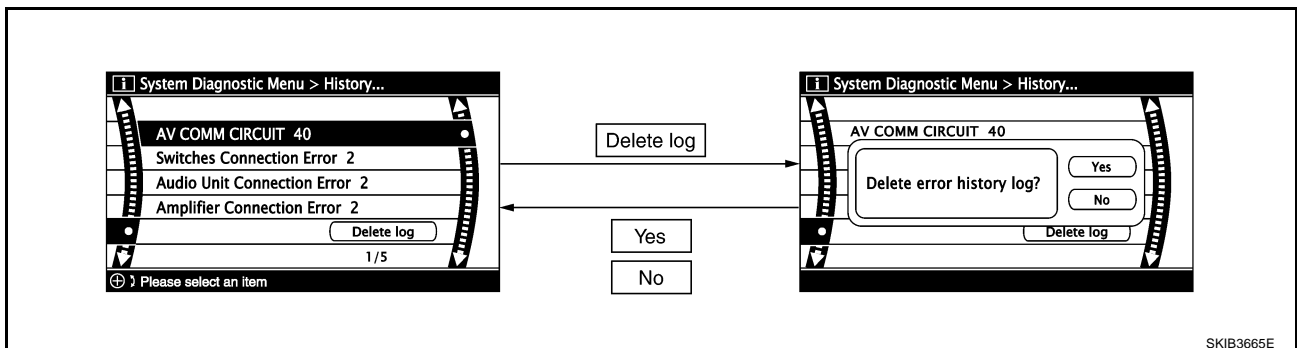 System Diagnostic Menu > History...
AV COMM CIRCUIT 40
Switches Connection Error 2
Audio Unit Connection Error 2
Amplifier Connection Error 2
Delete log
1/5
Please select an item
Delete log
Yes
No
System Diagnostic Menu > History...
AV COMM CIRCUIT 40
Delete error history log?
Yes
No
Delete log
SKIB3665E